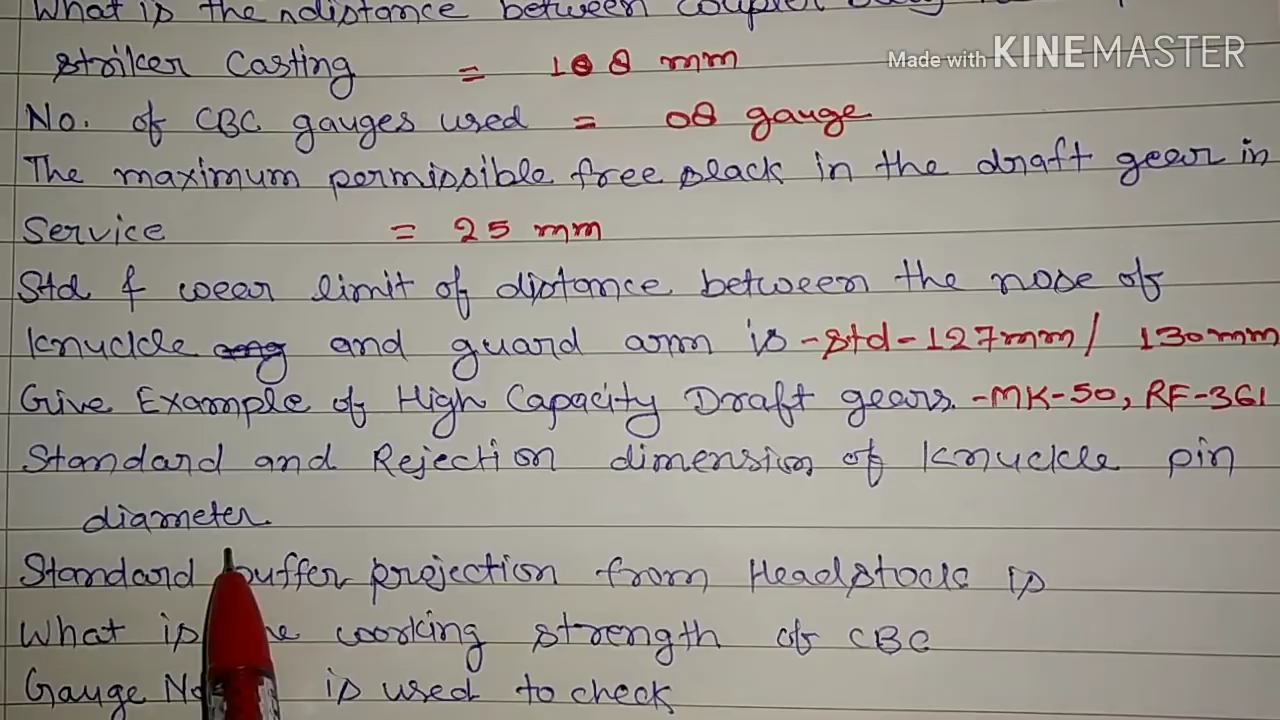 What is the distance between coupler
striker casting = 108 mm
Made with KINEMASTER
No. of CBC gauges used = 08 gauge
The maximum permissible free slack in the draft gear in
Service = 25 mm
Std & wear limit of distance between the nose of
knuckle and guard arm is - std - 127mm / 130mm
Give Example of High Capacity Draft gears. - MK-50, RF-361
Standard and Rejection dimension of knuckle pin
diameter.
Standard buffer projection from Headstock is
What is working strength of CBC
Gauge No is used to check